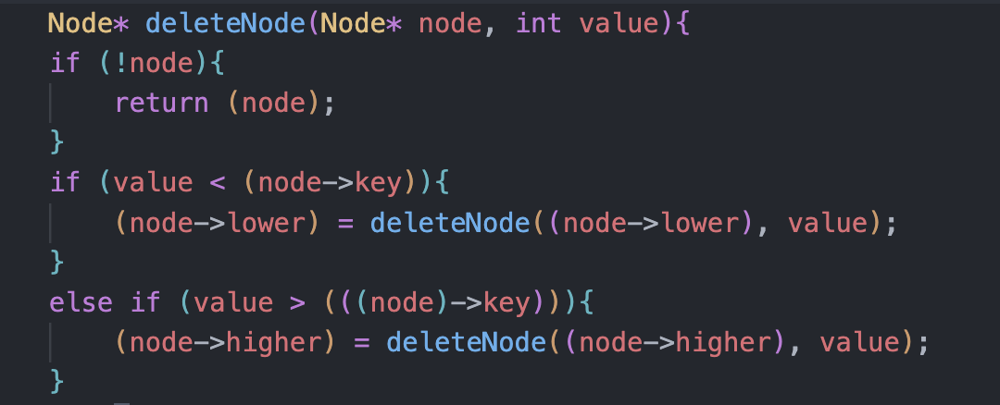 Node* deleteNode(Node* node, int value){
if (!node){
return (node);
}
if (value < (node->key)){
(node->lower) = deleteNode((node->lower), value);
}
else if (value > (((node)->key))){
(node->higher) = deleteNode((node->higher), value);
}